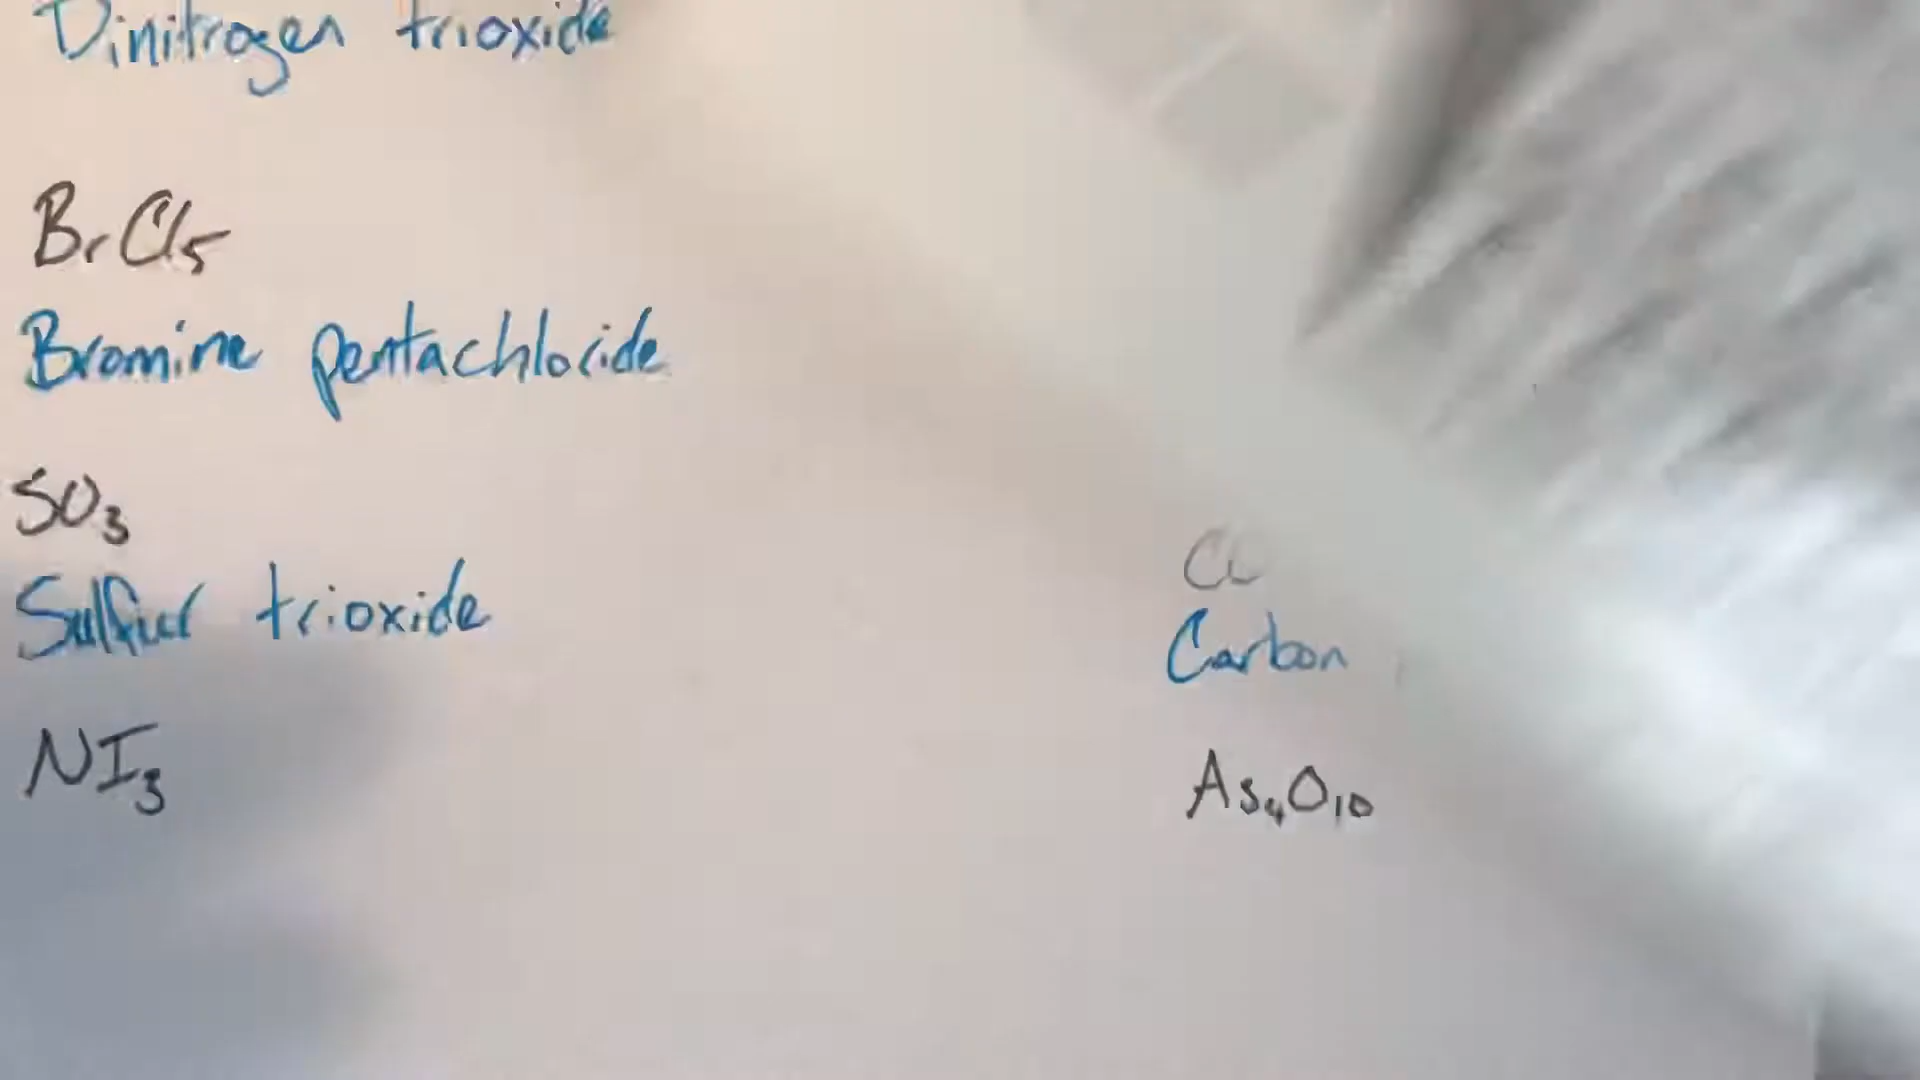 Dinitrogen trioxide
BrCl5
Bromine pentachloride
SO3
Sulfur trioxide
NI3
Carbon
As4O10